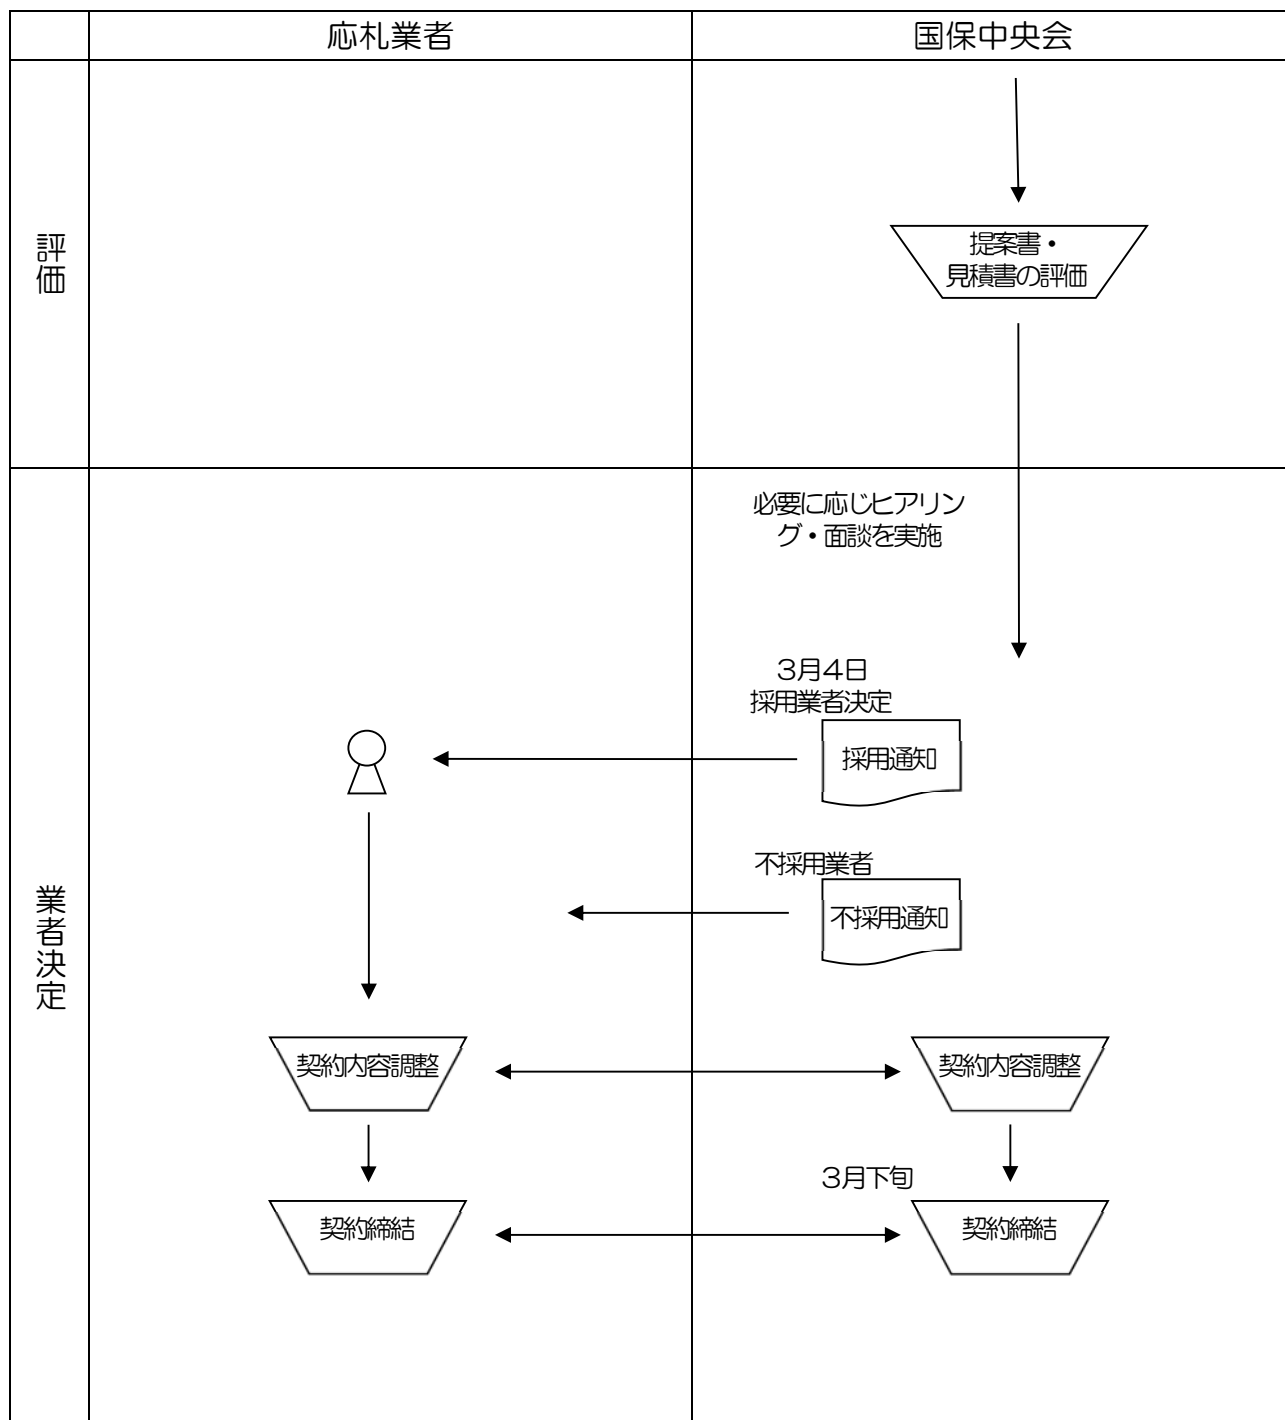 応札業者
国保中央会
評価
提案書・
見積書の評価
業者決定
必要に応じヒアリン
グ・面談を実施
3月4日
採用業者決定
採用通知
不採用業者
不採用通知
契約内容調整
契約内容調整
3月下旬
契約締結
契約締結